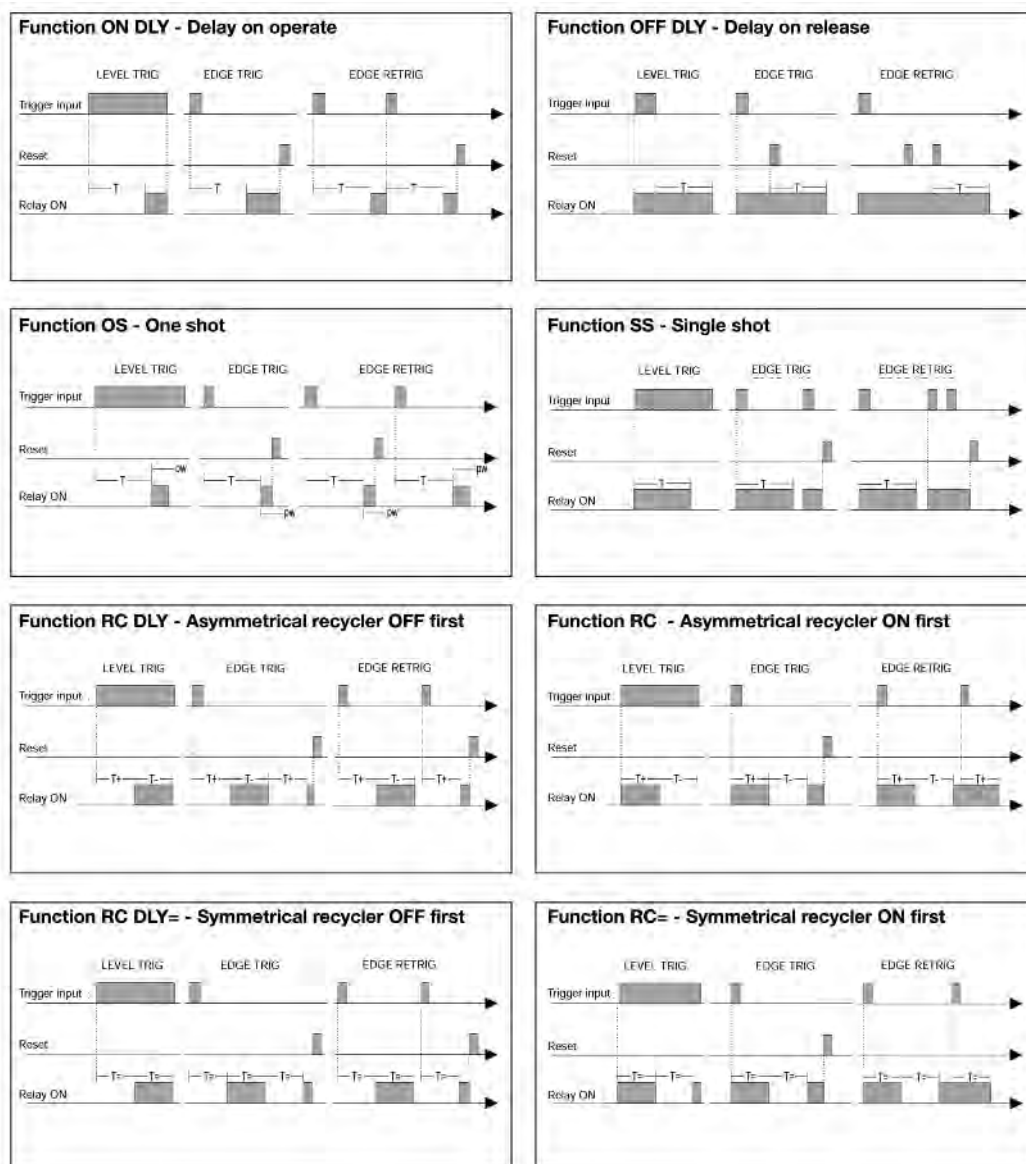 Function ON DLY - Delay on operate
LEVEL TRIG EDGE TRIG EDGE RETRIG
Trigger input
Reset
T T T T
Relay ON
Function OFF DLY - Delay on release
LEVEL TRIG EDGE TRIG EDGE RETRIG
Trigger input
Reset
T T T
Relay ON
Function OS - One shot
LEVEL TRIG EDGE TRIG EDGE RETRIG
Trigger input
Reset
pw pw
T T T T
Relay ON
pw pw
Function SS - Single shot
LEVEL TRIG EDGE TRIG EDGE RETRIG
Trigger input
Reset
T T T
Relay ON
Function RC DLY - Asymmetrical recycler OFF first
LEVEL TRIG EDGE TRIG EDGE RETRIG
Trigger input
Reset
T+ T- T+ T- T+ T+ T- T+
Relay ON
Function RC - Asymmetrical recycler ON first
LEVEL TRIG EDGE TRIG EDGE RETRIG
Trigger input
Reset
T+ T- T+ T- T+ T- T+
Relay ON
Function RC DLY= - Symmetrical recycler OFF first
LEVEL TRIG EDGE TRIG EDGE RETRIG
Trigger input
Reset
T= T= T= T= T= T= T= T=
Relay ON
Function RC= - Symmetrical recycler ON first
LEVEL TRIG EDGE TRIG EDGE RETRIG
Trigger input
Reset
T= T= T= T= T= T= T=
Relay ON